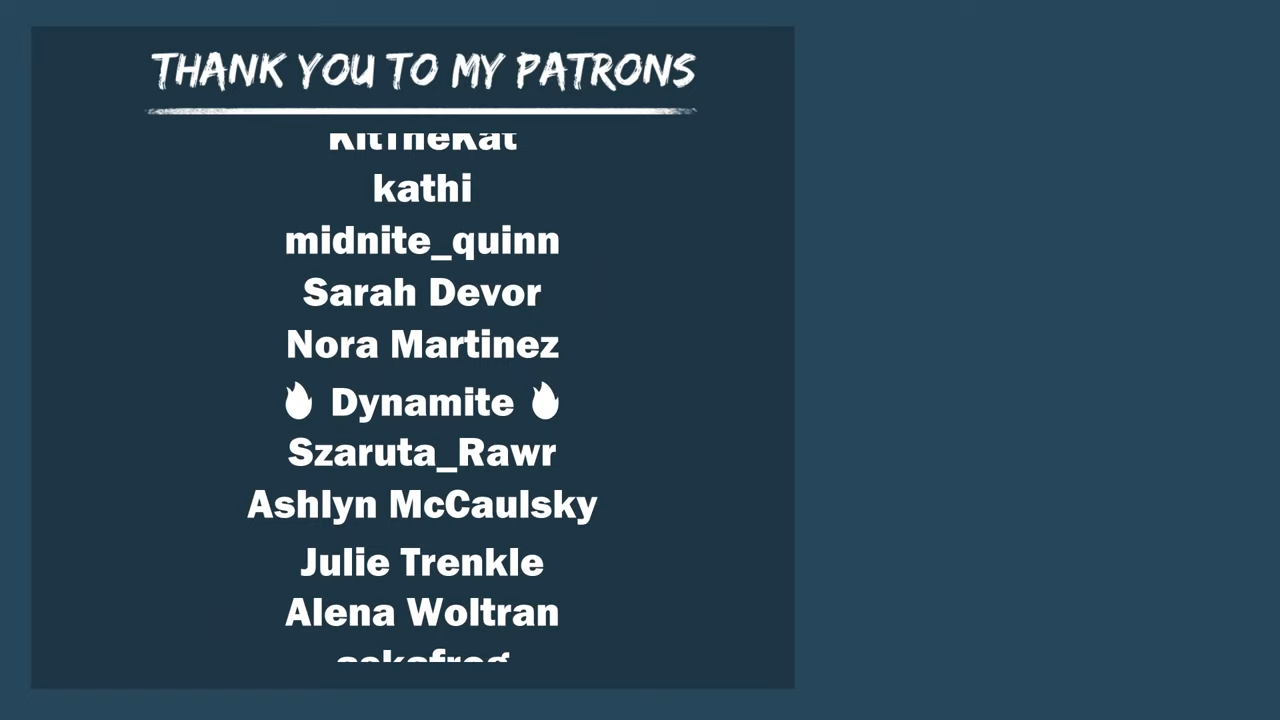 THANK YOU TO MY PATRONS
KitTheKat
kathi
midnite_quinn
Sarah Devor
Nora Martinez
🔥 Dynamite 🔥
Szaruta_Rawr
Ashlyn McCaulsky
Julie Trenkle
Alena Woltran